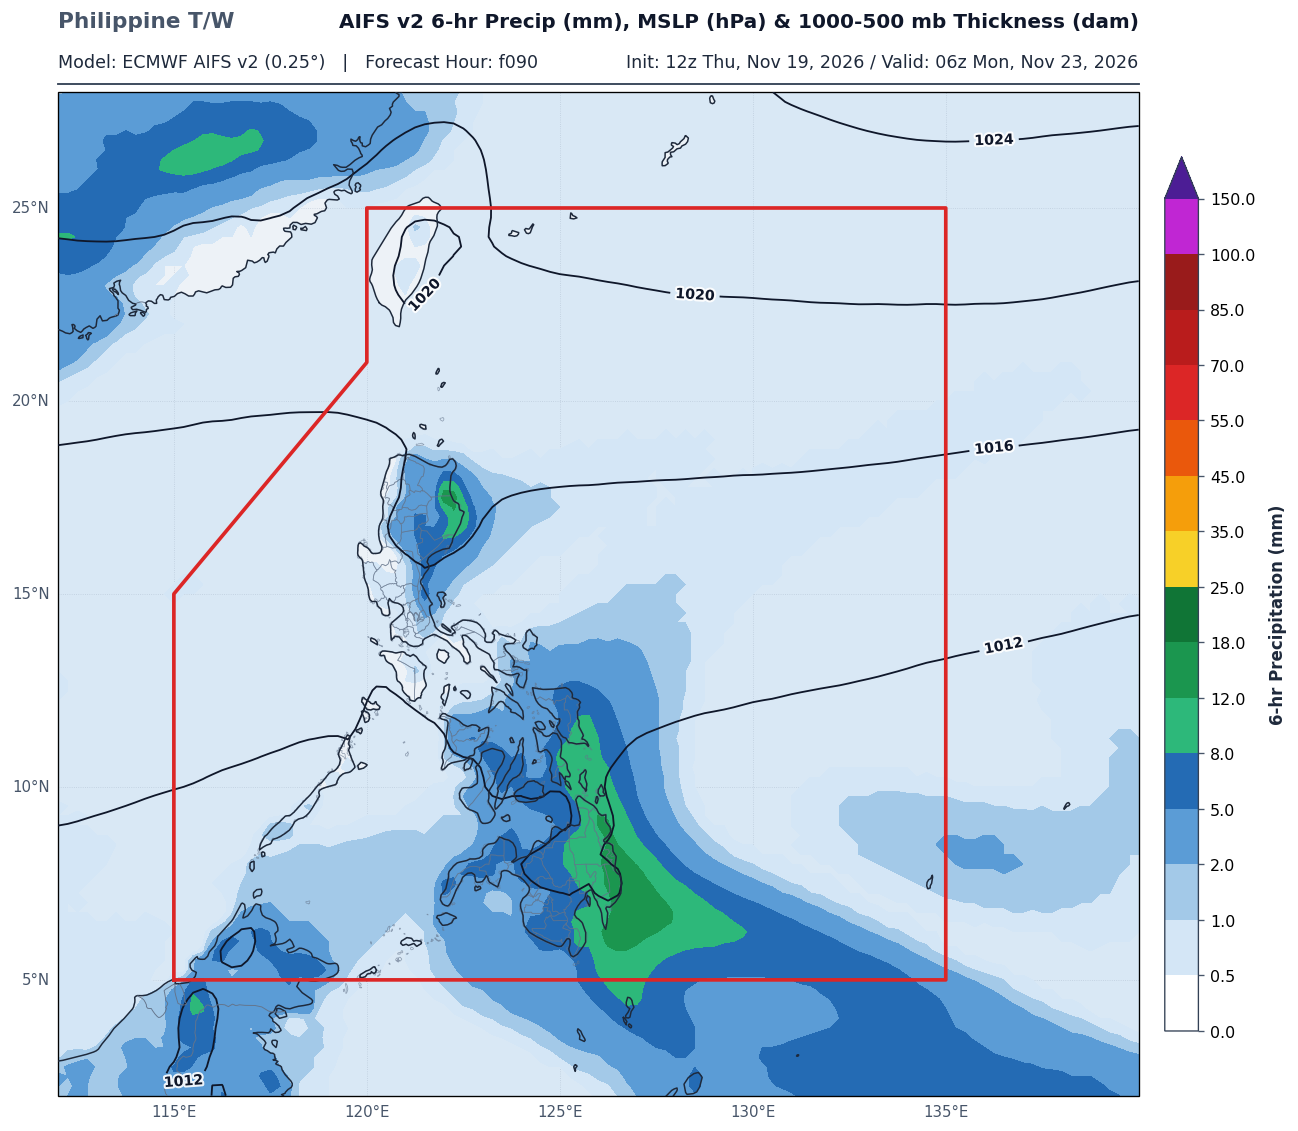 Philippine T/W
AIFS v2 6-hr Precip (mm), MSLP (hPa) & 1000-500 mb Thickness (dam)
Model: ECMWF AIFS v2 (0.25°) | Forecast Hour: f090
Init: 12z Thu, Nov 19, 2026 / Valid: 06z Mon, Nov 23, 2026
1024
25°N
1020
1020
20°N
1016
15°N
1012
10°N
5°N
1012
115°E
120°E
125°E
130°E
135°E
150.0
100.0
85.0
70.0
55.0
45.0
35.0
25.0
18.0
12.0
8.0
5.0
2.0
1.0
0.5
0.0
6-hr Precipitation (mm)